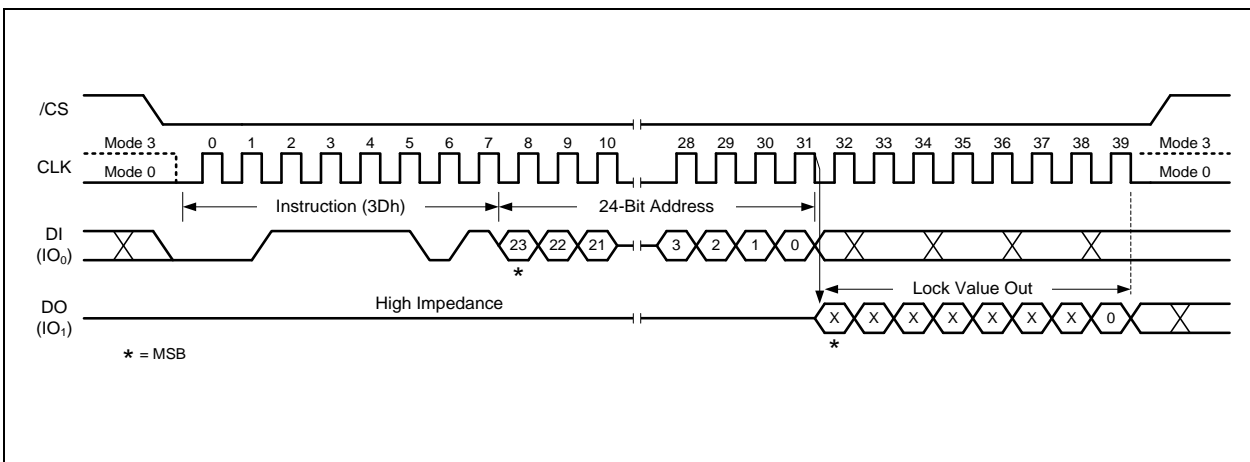 /CS
Mode 3 0 1 2 3 4 5 6 7 8 9 10 28 29 30 31 32 33 34 35 36 37 38 39 Mode 3
CLK
Mode 0 Mode 0
Instruction (3Dh) 24-Bit Address
DI
(IO₀)
23 22 21 3 2 1 0
*
Lock Value Out
High Impedance
DO
(IO₁)
X X X X X X X 0
*
* = MSB